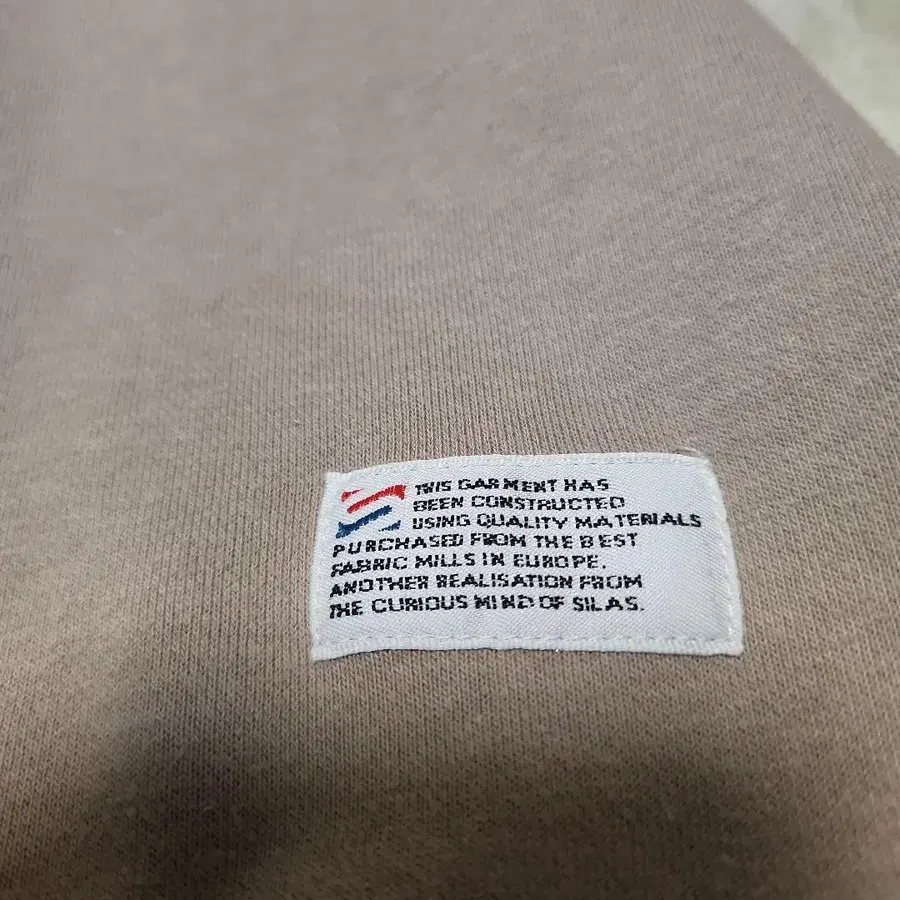 THIS GARMENT HAS
BEEN CONSTRUCTED
USING QUALITY MATERIALS
PURCHASED FROM THE BEST
FABRIC MILLS IN EUROPE.
ANOTHER REALISATION FROM
THE CURIOUS MIND OF SILAS.